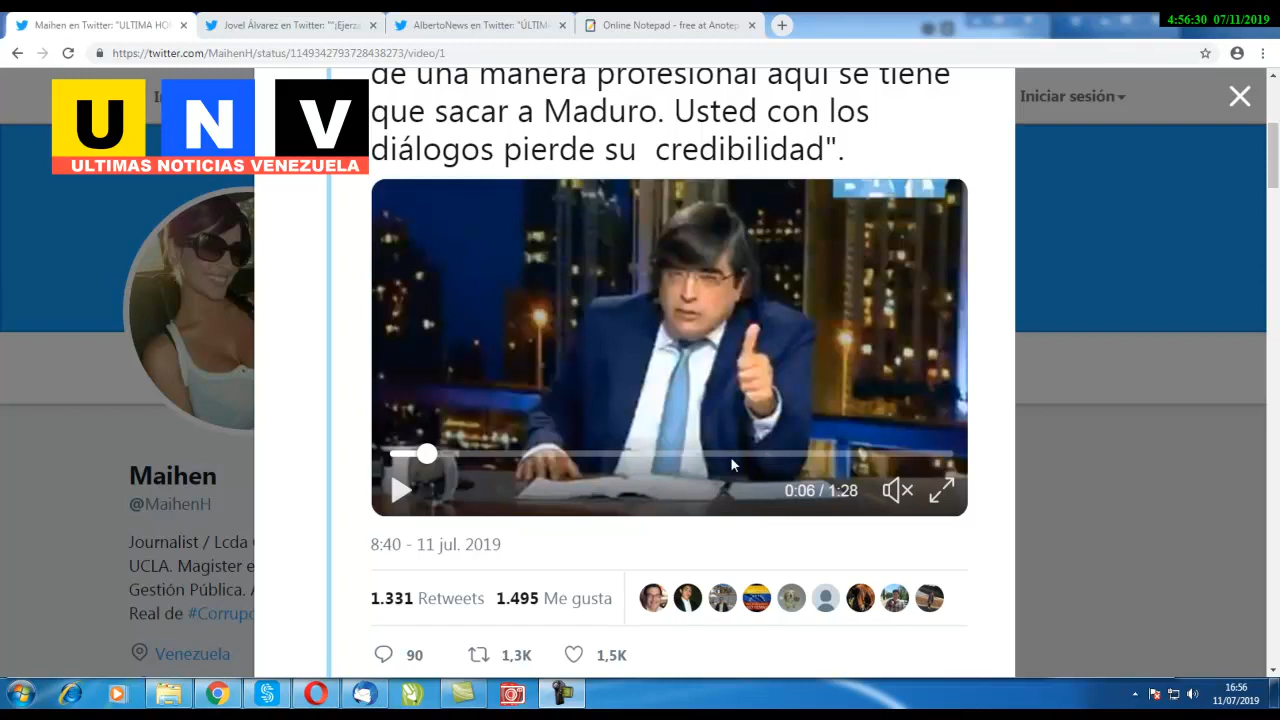 Maihen en Twitter: "ULTIMA HO
Jovel Álvarez en Twitter: "¡Ejerza
AlbertoNews en Twitter: "ÚLTIM
Online Notepad - free at Anotep
4:56:30 07/11/2019
https://twitter.com/MaihenH/status/1149342793728438273/video/1
de una manera profesional aquí se tiene
que sacar a Maduro. Usted con los
diálogos pierde su credibilidad".
Iniciar sesión
U N V
ULTIMAS NOTICIAS VENEZUELA
0:06 / 1:28
Maihen
@MaihenH
Journalist / Lcda
UCLA. Magister e
Gestión Pública.
Real de #Corrup
Venezuela
8:40 - 11 jul. 2019
1.331 Retweets 1.495 Me gusta
90 1,3K 1,5K
16:56
11/07/2019